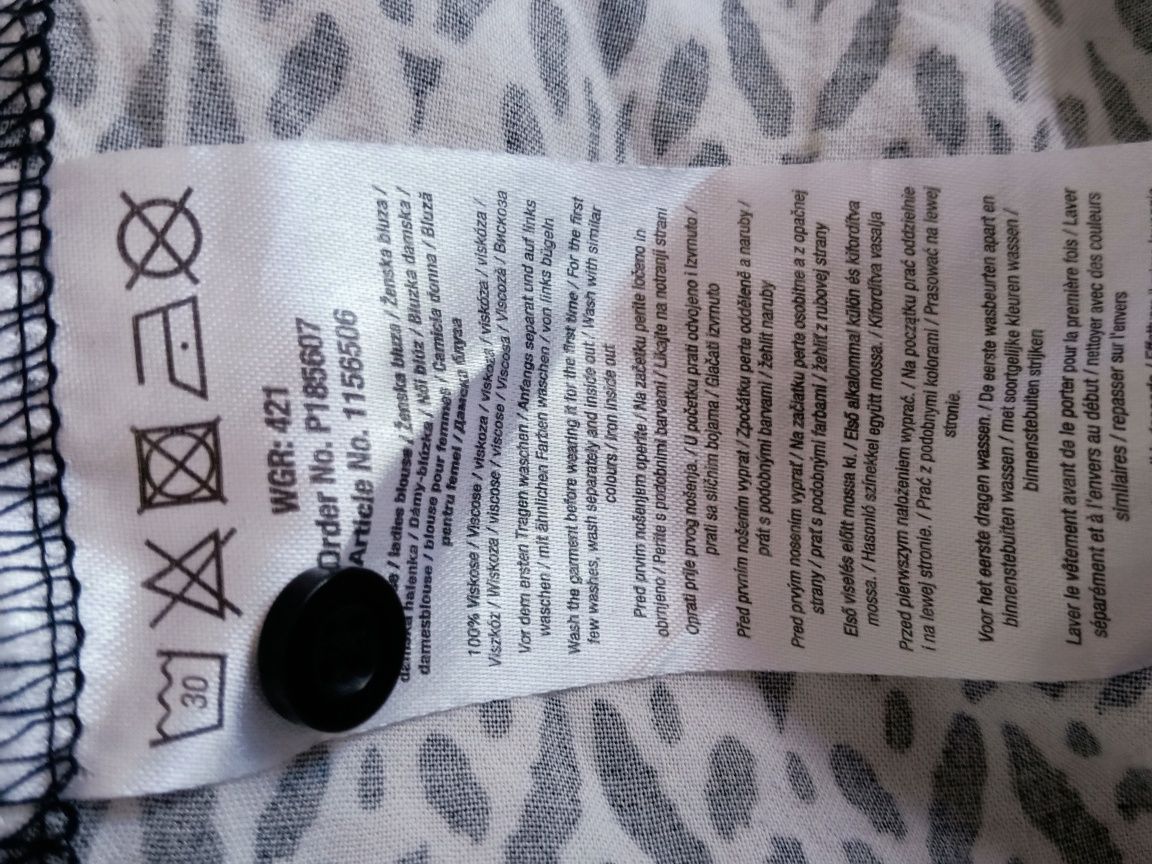 30
WGR: 421
Order No. P185607
Article No. 1156506
/ ladies blouse / Ženska bluza / Ženska bluza /
damska halenka / Dámy-blúzka / Női blúz / Bluzka damska /
damesblouse / blouse pour femmes / Camicia donna / Bluză
pentru femei / Дамска блуза
100% Viskose / Viscose / viskoza / viskoza / viskóza / viskóza /
Viszkóz / Wiskoza / viscose / viscose / Viscosa / Viscoză / Вискоза
Vor dem ersten Tragen waschen / Anfangs separat und auf links
waschen / mit ähnlichen Farben waschen / von links bügeln
Wash the garment before wearing it for the first time / For the first
few washes, wash separately and inside out / Wash with similar
colours / Iron inside out
Pred prvim nošenjem operite / Na začetku perite ločeno in
obrnjeno / Perite s podobnimi barvami / Likajte na notranji strani
Oprati prije prvog nošenja. / U početku prati odvojeno i izvrnuto /
prati sa sličnim bojama / Glačati izvrnuto
Před prvním nošením vyprat / Zpočátku perte odděleně a naruby /
prát s podobnými barvami / žehlit naruby
Pred prvým nosením vyprať / Na začiatku perte osobitne a z opačnej
strany / prať s podobnými farbami / žehliť z rubovej strany
Első viselés előtt mossa ki. / Első alkalommal külön és kifordítva
mossa. / Hasonló színekkel együtt mossa. / Kifordítva vasalja
Przed pierwszym nałożeniem wyprać. / Na początku prać oddzielnie
i na lewej stronie. / Prać z podobnymi kolorami / Prasować na lewej
stronie.
Voor het eerste dragen wassen. / De eerste wasbeurten apart en
binnenstebuiten wassen / met soortgelijke kleuren wassen /
binnenstebuiten strijken
Laver le vêtement avant de le porter pour la première fois / Laver
séparément et à l'envers au début / nettoyer avec des couleurs
similaires / repasser sur l'envers